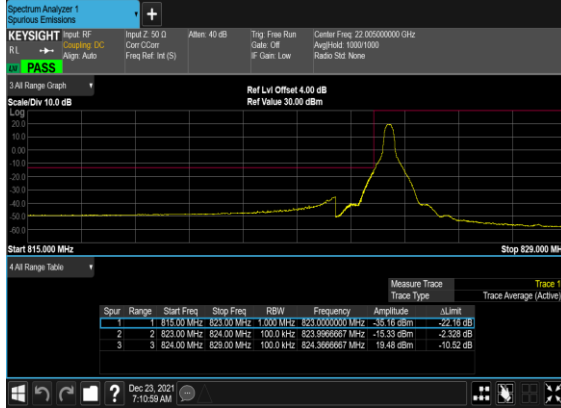 Spectrum Analyzer 1
Spurious Emissions
KEYSIGHT Input: RF Input Z: 50 Ω Atten: 40 dB Trig: Free Run Center Freq: 22.005000000 GHz
RL Coupling: DC Corr CCorr Gate: Off Avg|Hold: 1000/1000
Align: Auto Freq Ref: Int (S) IF Gain: Low Radio Std: None
PASS
3 All Range Graph Ref Lvl Offset 4.00 dB
Scale/Div 10.0 dB Ref Value 30.00 dBm
Log
20.0
10.0
0.00
-10.0
-20.0
-30.0
-40.0
-50.0
-60.0
Start 815.000 MHz Stop 829.000 MH
4 All Range Table
Measure Trace Trace 1
Trace Type Trace Average (Active)
Spur Range Start Freq Stop Freq RBW Frequency Amplitude ΔLimit
1 1 815.00 MHz 823.00 MHz 1.000 MHz 823.0000000 MHz -35.16 dBm -22.16 dB
2 2 823.00 MHz 824.00 MHz 100.0 kHz 823.9966667 MHz -15.33 dBm -2.328 dB
3 3 824.00 MHz 829.00 MHz 100.0 kHz 824.3666667 MHz 19.48 dBm -10.52 dB
? Dec 23, 2021
7:10:59 AM